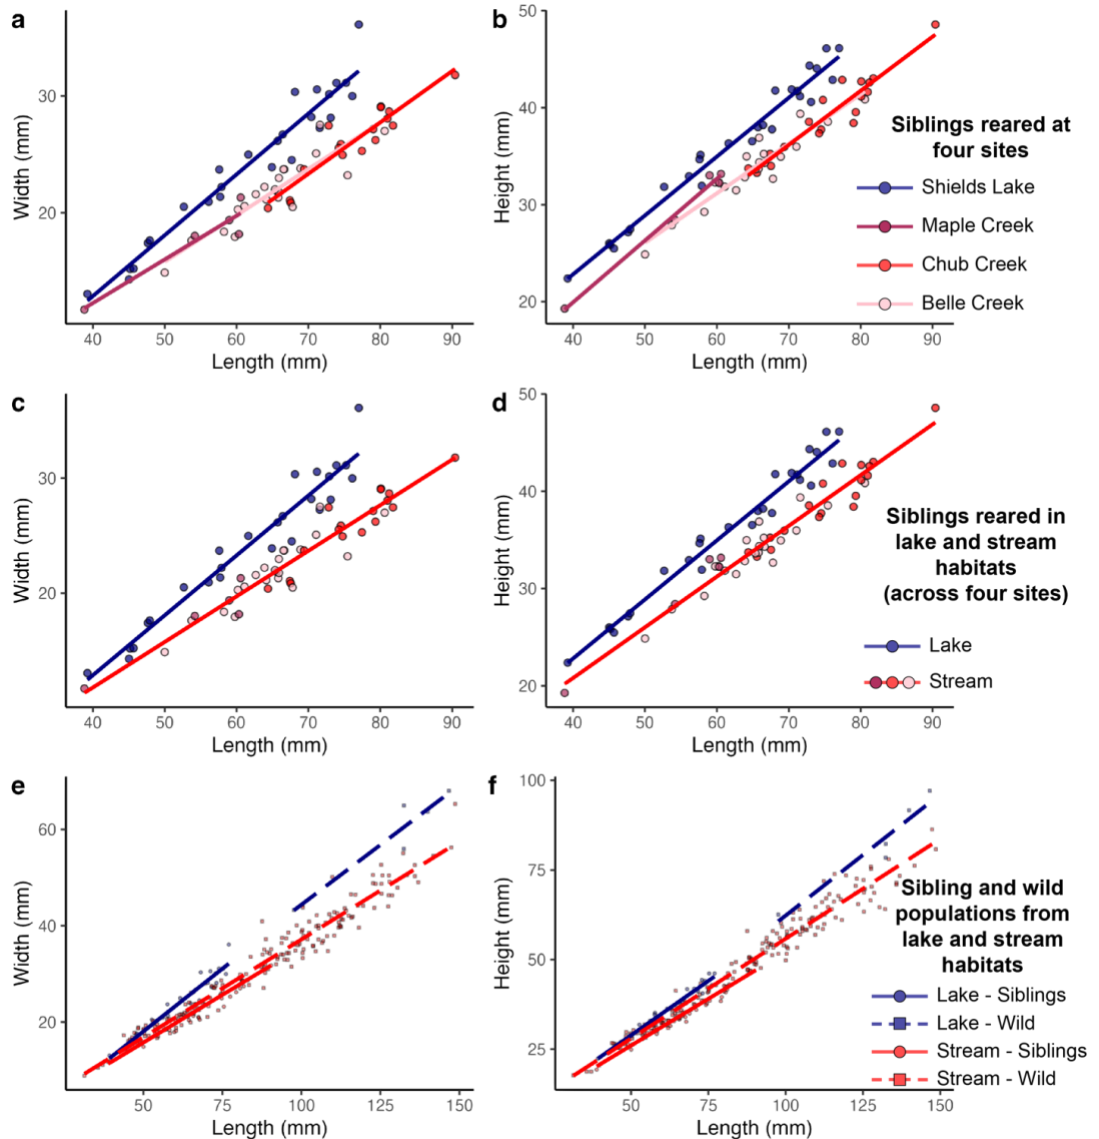 a
30
20
Width (mm)
40 50 60 70 80 90
Length (mm)
b
50
40
30
20
Height (mm)
40 50 60 70 80 90
Length (mm)
Siblings reared at
four sites
Shields Lake
Maple Creek
Chub Creek
Belle Creek
c
30
20
Width (mm)
40 50 60 70 80 90
Length (mm)
d
50
40
30
20
Height (mm)
40 50 60 70 80 90
Length (mm)
Siblings reared in
lake and stream
habitats
(across four sites)
Lake
Stream
e
60
40
20
Width (mm)
50 75 100 125 150
Length (mm)
f
100
75
50
25
Height (mm)
50 75 100 125 150
Length (mm)
Sibling and wild
populations from
lake and stream
habitats
Lake - Siblings
Lake - Wild
Stream - Siblings
Stream - Wild